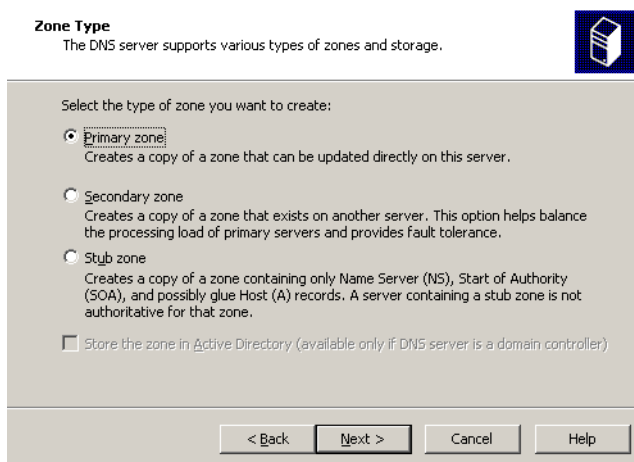 Zone Type
The DNS server supports various types of zones and storage.
Select the type of zone you want to create:
Primary zone
Creates a copy of a zone that can be updated directly on this server.
Secondary zone
Creates a copy of a zone that exists on another server. This option helps balance
the processing load of primary servers and provides fault tolerance.
Stub zone
Creates a copy of a zone containing only Name Server (NS), Start of Authority
(SOA), and possibly glue Host (A) records. A server containing a stub zone is not
authoritative for that zone.
Store the zone in Active Directory (available only if DNS server is a domain controller)
< Back Next > Cancel Help